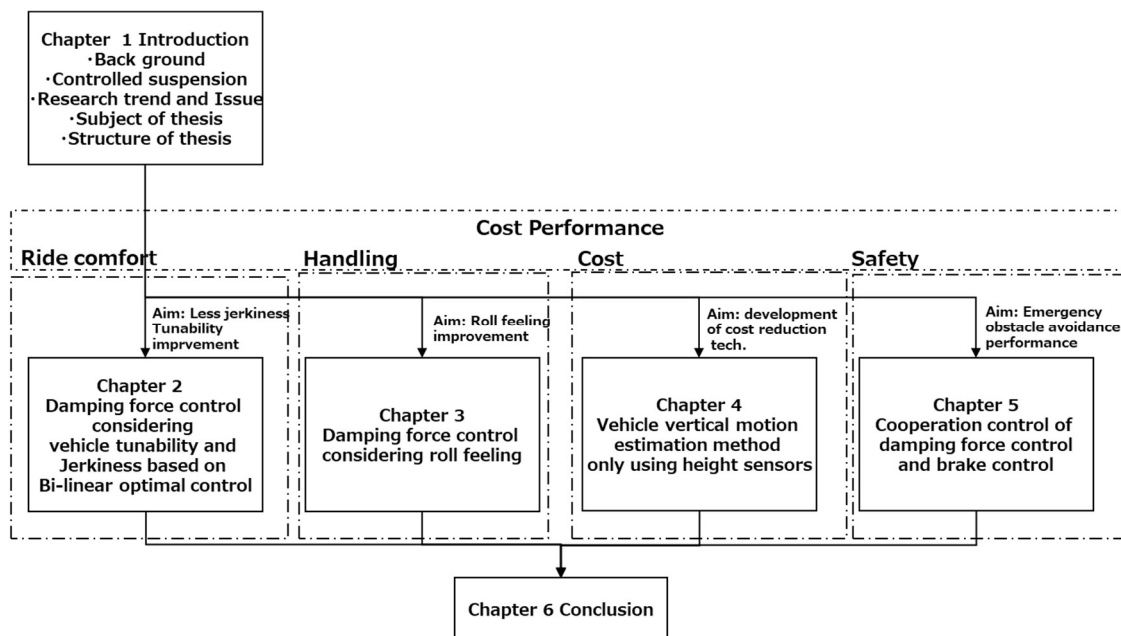 Chapter 1 Introduction
･Back ground
･Controlled suspension
･Research trend and Issue
･Subject of thesis
･Structure of thesis
Cost Performance
Ride comfort
Handling
Cost
Safety
Aim: Less jerkiness
Tunability
imprvement
Aim: Roll feeling
improvement
Aim: development
of cost reduction
tech.
Aim: Emergency
obstacle avoidance
performance
Chapter 2
Damping force control
considering
vehicle tunability and
Jerkiness based on
Bi-linear optimal control
Chapter 3
Damping force control
considering roll feeling
Chapter 4
Vehicle vertical motion
estimation method
only using height sensors
Chapter 5
Cooperation control of
damping force control
and brake control
Chapter 6 Conclusion